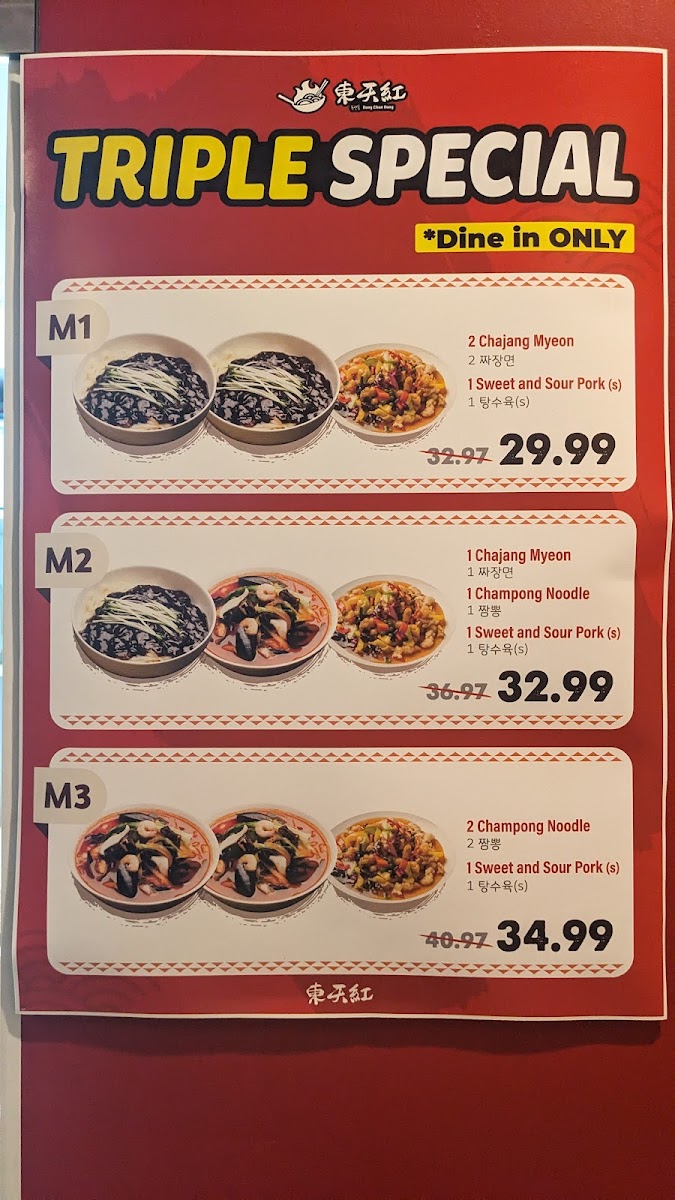 東天紅
동천홍 Dong Chun Hong
TRIPLE SPECIAL
*Dine in ONLY
M1
2 Chajang Myeon
2 짜장면
1 Sweet and Sour Pork (s)
1 탕수육(s)
32.97 29.99
M2
1 Chajang Myeon
1 짜장면
1 Champong Noodle
1 짬뽕
1 Sweet and Sour Pork (s)
1 탕수육(s)
36.97 32.99
M3
2 Champong Noodle
2 짬뽕
1 Sweet and Sour Pork (s)
1 탕수육(s)
40.97 34.99
東天紅